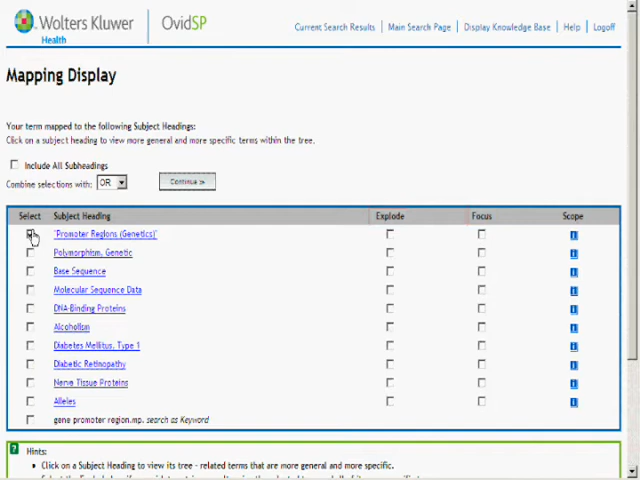 Wolters Kluwer
Health
OvidSP
Current Search Results | Main Search Page | Display Knowledge Base | Help | Logoff
Mapping Display
Your term mapped to the following Subject Headings:
Click on a subject heading to view more general and more specific terms within the tree.
Include All Subheadings
Combine selections with: OR Continue >>
Select Subject Heading Explode Focus Scope
"Promoter Regions (Genetics)"
Polymorphism, Genetic
Base Sequence
Molecular Sequence Data
DNA-Binding Proteins
Alcoholism
Diabetes Mellitus, Type 1
Diabetic Retinopathy
Nerve Tissue Proteins
Alleles
gene promoter region.mp. search as Keyword
? Hints:
• Click on a Subject Heading to view its tree - related terms that are more general and more specific.